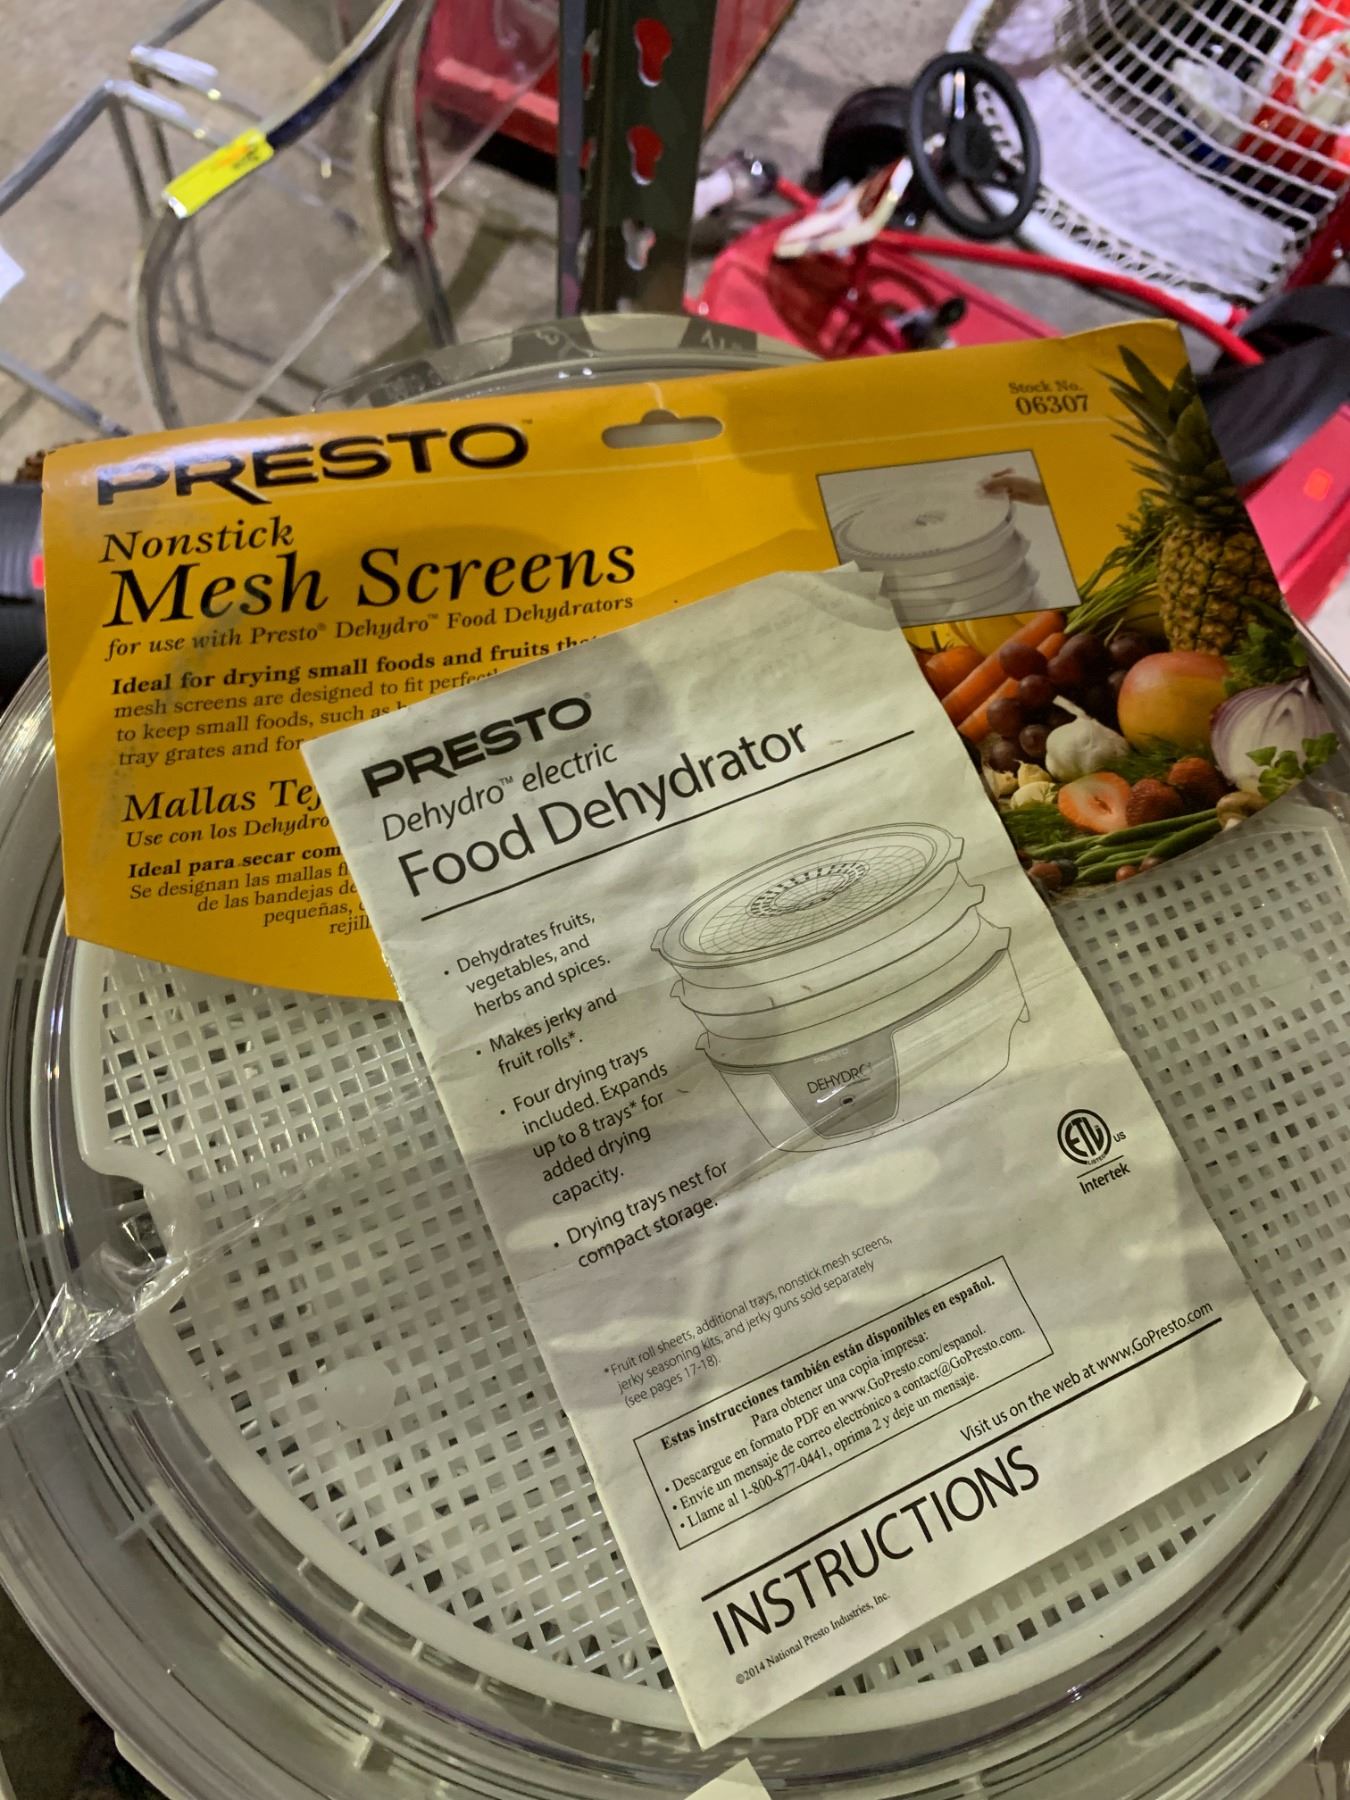 PRESTO™
Stock No.
06307
Nonstick
Mesh Screens
for use with Presto® Dehydro™ Food Dehydrators
Ideal for drying small foods and fruits
mesh screens are designed to fit
to keep small foods, such as
tray grates and for
Mallas
Use con los Dehydro
Ideal para secar
Se designan las mallas
de las bandejas de
pequeñas,
PRESTO®
Dehydro™ electric
Food Dehydrator
• Dehydrates fruits,
vegetables, and
herbs and spices.
• Makes jerky and
fruit rolls*.
• Four drying trays
included. Expands
up to 8 trays* for
added drying
capacity.
• Drying trays nest for
compact storage.
PRESTO
DEHYDRO
ETL
LISTED
US
Intertek
*Fruit roll sheets, additional trays, nonstick mesh screens,
jerky seasoning kits, and jerky guns sold separately
(see pages 17-18).
Estas instrucciones también están disponibles en español.
Para obtener una copia impresa:
• Descargue en formato PDF en www.GoPresto.com/espanol.
• Envíe un mensaje de correo electrónico a contact@GoPresto.com.
• Llame al 1-800-877-0441, oprima 2 y deje un mensaje.
Visit us on the web at www.GoPresto.com
INSTRUCTIONS
©2014 National Presto Industries, Inc.